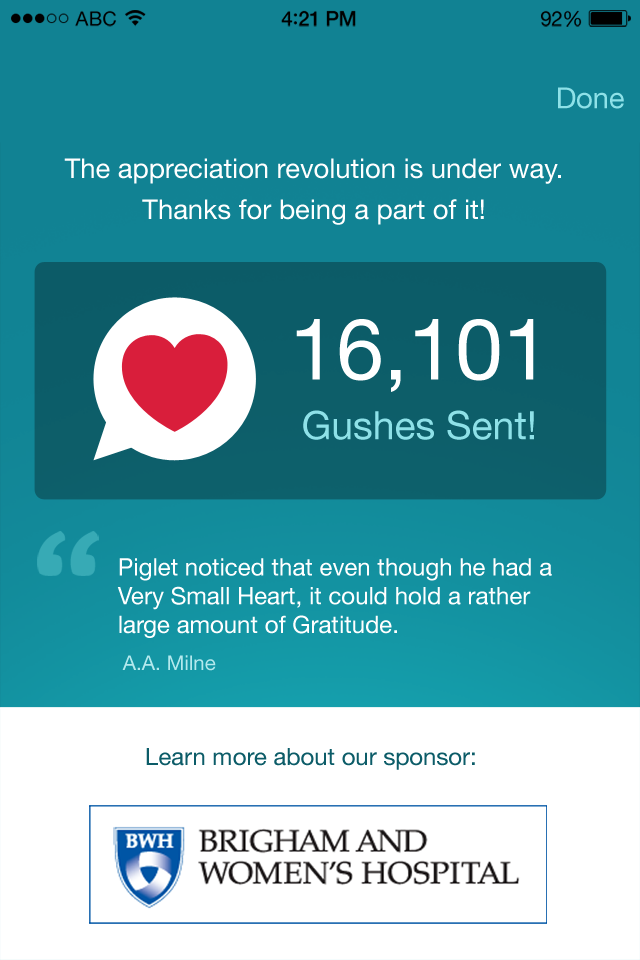 ABC 4:21 PM 92%
Done
The appreciation revolution is under way.
Thanks for being a part of it!
16,101
Gushes Sent!
“
Piglet noticed that even though he had a
Very Small Heart, it could hold a rather
large amount of Gratitude.
A.A. Milne
Learn more about our sponsor:
BWH
BRIGHAM AND
WOMEN'S HOSPITAL